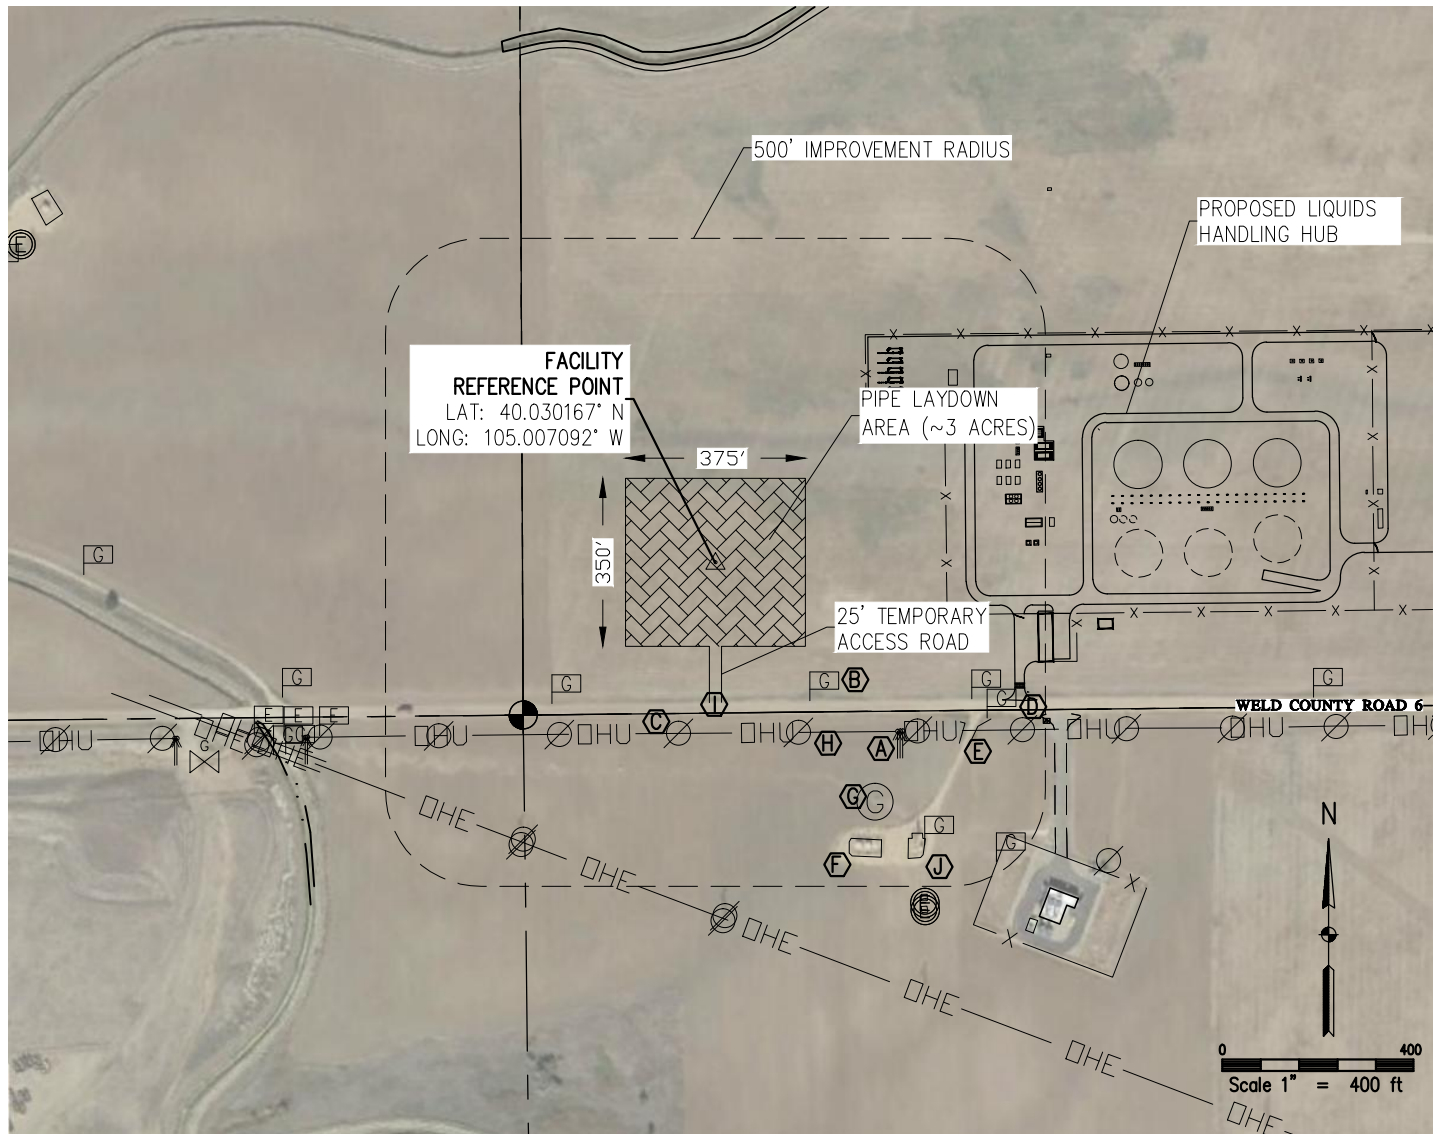 500' IMPROVEMENT RADIUS
PROPOSED LIQUIDS
HANDLING HUB
E
FACILITY
REFERENCE POINT
LAT: 40.030167° N
LONG: 105.007092° W
PIPE LAYDOWN
AREA (~3 ACRES)
375'
350'
G
25' TEMPORARY
ACCESS ROAD
G
G
G
B
G
G
G
I
D
WELD COUNTY ROAD 6
C
E
E
E
OHU
OHE
G
OHU
OHU
H
A
OHU
E
OHU
OHU
OH
G
G
G
OHE
N
G
G
F
J
OHE
E
OHE
OHE
OHE
OHE
0 400
Scale 1" = 400 ft